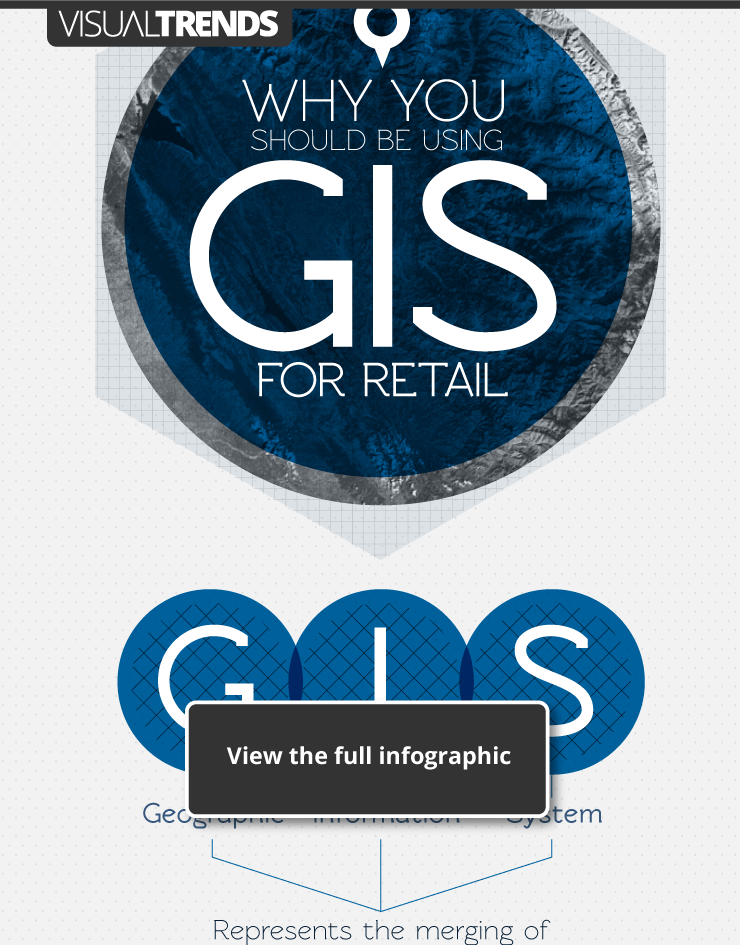 VISUALTRENDS
WHY YOU
SHOULD BE USING
GIS
FOR RETAIL
G I S
View the full infographic
Geographic Information System
Represents the merging of